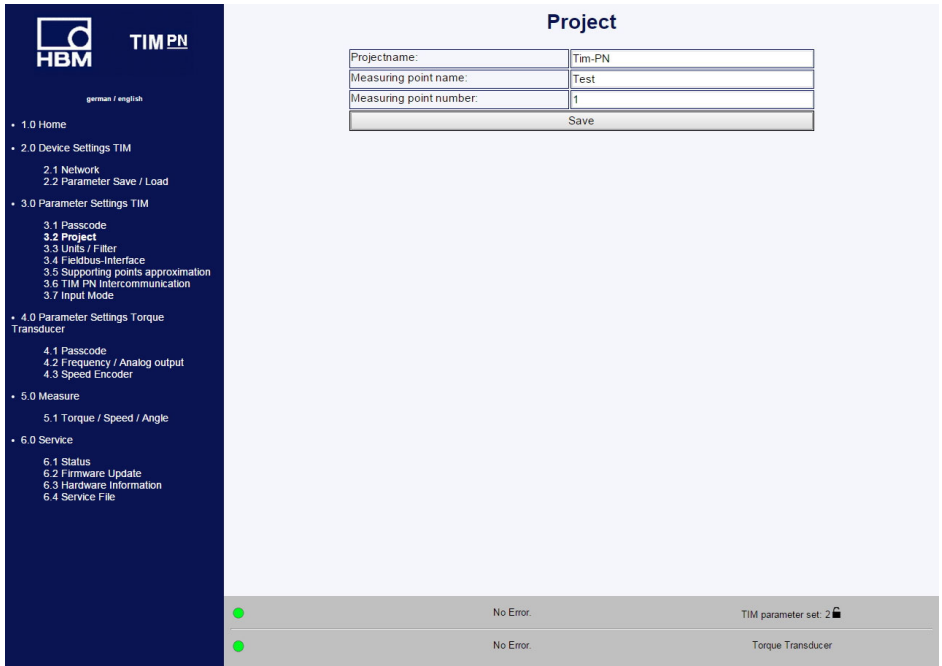 HBM
TIM PN
german / english
• 1.0 Home
• 2.0 Device Settings TIM
2.1 Network
2.2 Parameter Save / Load
• 3.0 Parameter Settings TIM
3.1 Passcode
3.2 Project
3.3 Units / Filter
3.4 Fieldbus-Interface
3.5 Supporting points approximation
3.6 TIM PN Intercommunication
3.7 Input Mode
• 4.0 Parameter Settings Torque
Transducer
4.1 Passcode
4.2 Frequency / Analog output
4.3 Speed Encoder
• 5.0 Measure
5.1 Torque / Speed / Angle
• 6.0 Service
6.1 Status
6.2 Firmware Update
6.3 Hardware Information
6.4 Service File
Project
Projectname: Tim-PN
Measuring point name: Test
Measuring point number: 1
Save
No Error. TIM parameter set: 2
No Error. Torque Transducer